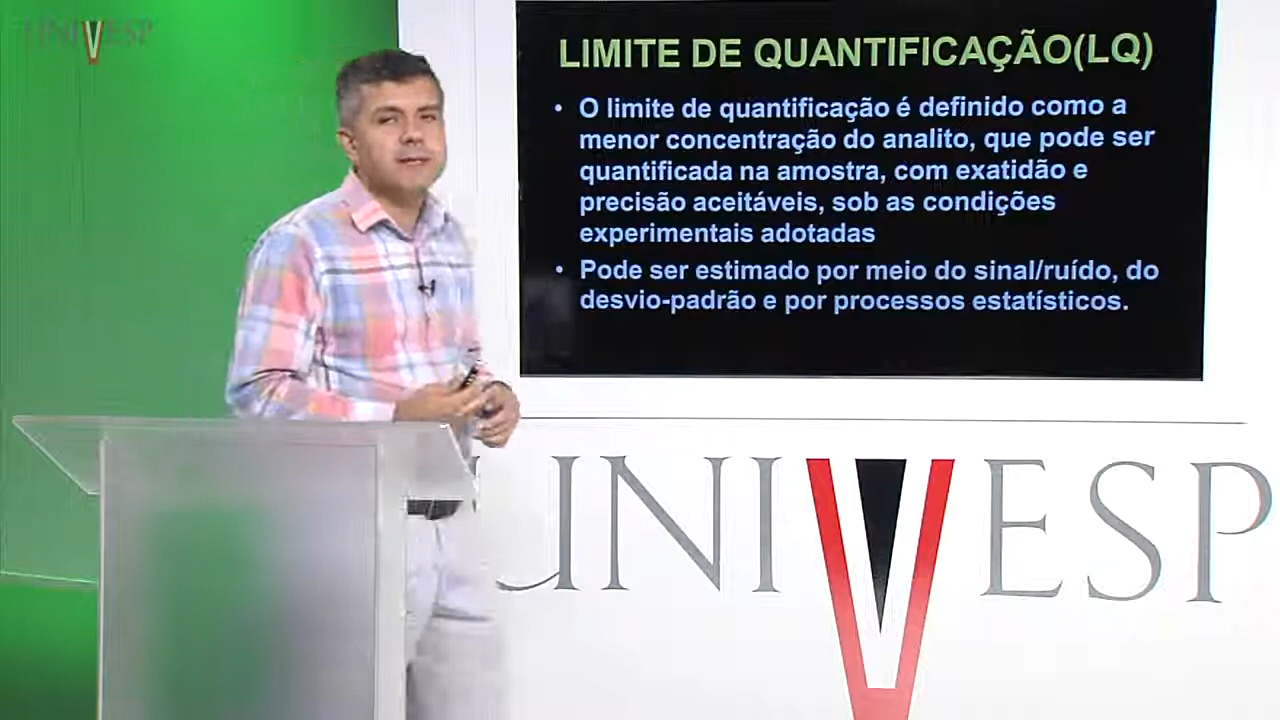 UNIVESP
LIMITE DE QUANTIFICAÇÃO(LQ)
• O limite de quantificação é definido como a
menor concentração do analito, que pode ser
quantificada na amostra, com exatidão e
precisão aceitáveis, sob as condições
experimentais adotadas
• Pode ser estimado por meio do sinal/ruído, do
desvio-padrão e por processos estatísticos.
UNIVESP